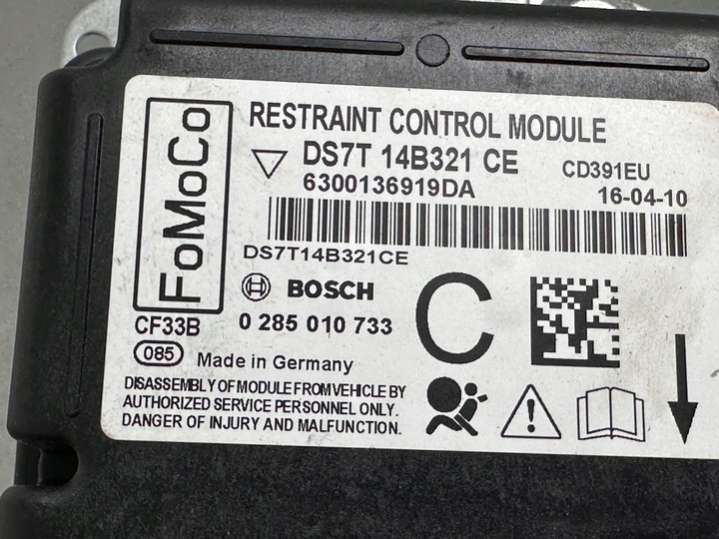 FoMoCo
RESTRAINT CONTROL MODULE
DS7T 14B321 CE CD391EU
6300136919DA 16-04-10
DS7T14B321CE
BOSCH
C
CF33B 0 285 010 733
085 Made in Germany
DISASSEMBLY OF MODULE FROM VEHICLE BY
AUTHORIZED SERVICE PERSONNEL ONLY.
DANGER OF INJURY AND MALFUNCTION.